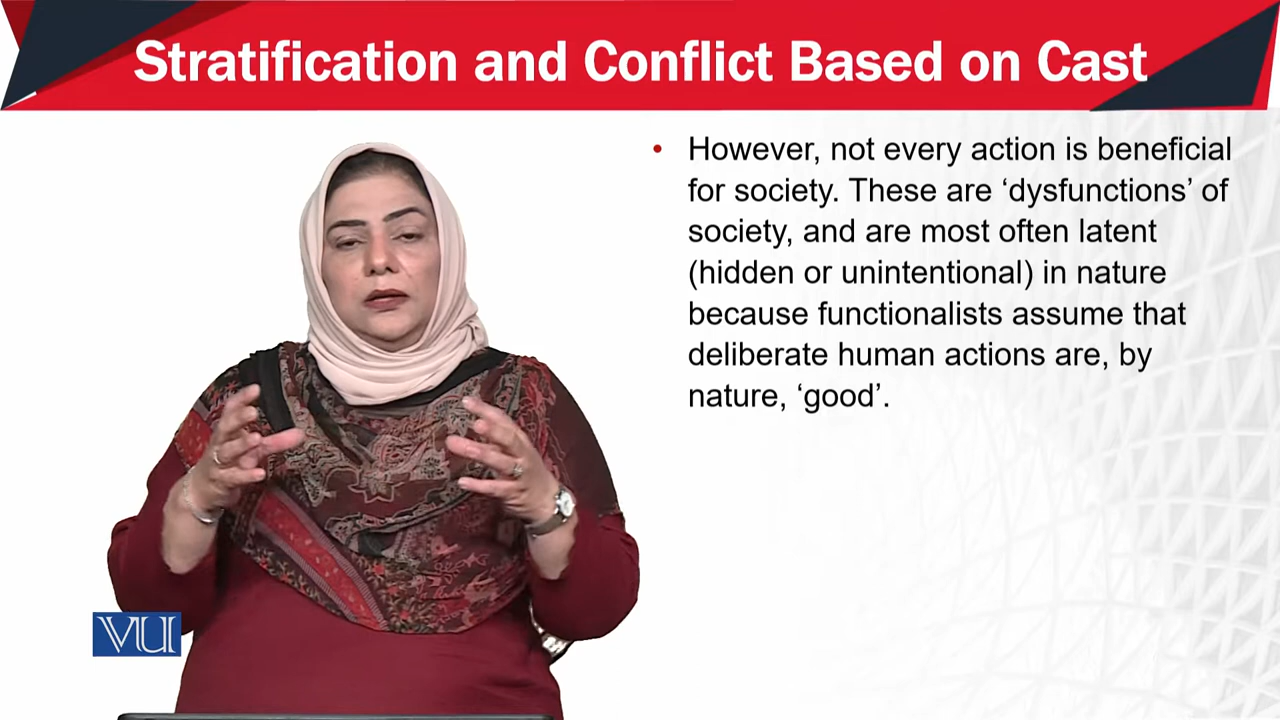 Stratification and Conflict Based on Cast
• However, not every action is beneficial
for society. These are ‘dysfunctions’ of
society, and are most often latent
(hidden or unintentional) in nature
because functionalists assume that
deliberate human actions are, by
nature, ‘good’.
VU